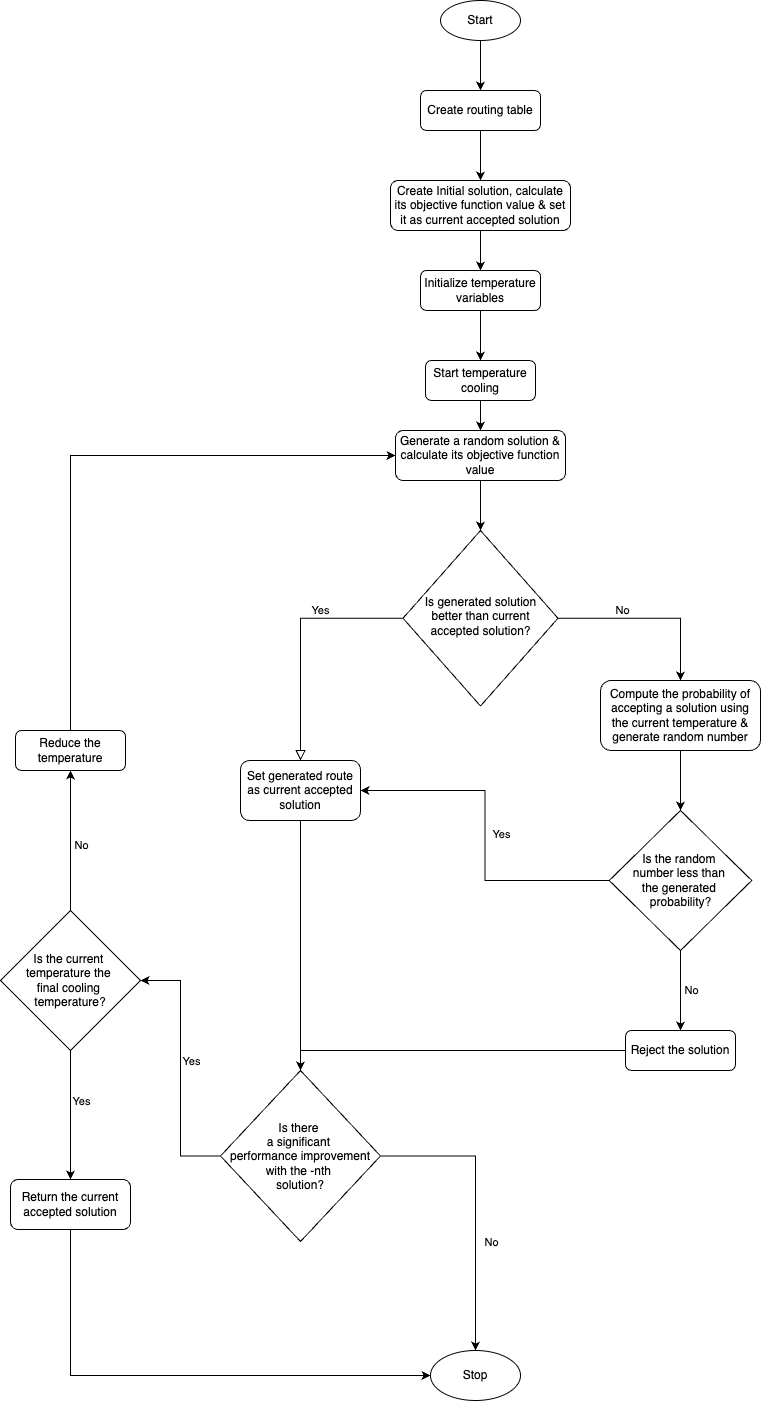 Start
Create routing table
Create Initial solution, calculate
its objective function value & set
it as current accepted solution
Initialize temperature
variables
Start temperature
cooling
Generate a random solution &
calculate its objective function
value
Is generated solution
better than current
accepted solution?
Yes
No
Compute the probability of
accepting a solution using
the current temperature &
generate random number
Reduce the
temperature
Set generated route
as current accepted
solution
Yes
No
Is the random
number less than
the generated
probability?
Is the current
temperature the
final cooling
temperature?
No
Reject the solution
Yes
Yes
Is there
a significant
performance improvement
with the -nth
solution?
Return the current
accepted solution
No
Stop